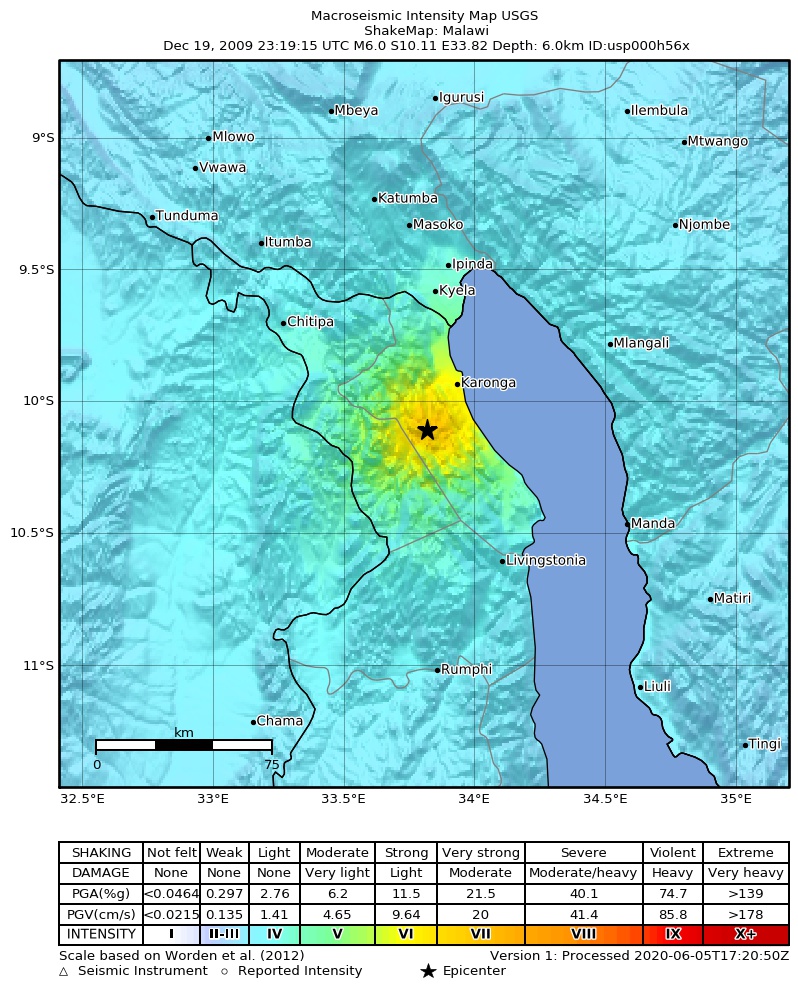 Macroseismic Intensity Map USGS
ShakeMap: Malawi
Dec 19, 2009 23:19:15 UTC M6.0 S10.11 E33.82 Depth: 6.0km ID:usp000h56x
Igurusi
Mbeya
Ilembula
9°S
Mlowo
Mtwango
Vwawa
Katumba
Tunduma
Masoko
Njombe
Itumba
Ipinda
9.5°S
Kyela
Chitipa
Mlangali
Karonga
10°S
Manda
10.5°S
Livingstonia
Matiri
11°S
Rumphi
Liuli
Chama
km
Tingi
0 75
32.5°E 33°E 33.5°E 34°E 34.5°E 35°E
SHAKING Not felt Weak Light Moderate Strong Very strong Severe Violent Extreme
DAMAGE None None None Very light Light Moderate Moderate/heavy Heavy Very heavy
PGA(%g) <0.0464 0.297 2.76 6.2 11.5 21.5 40.1 74.7 >139
PGV(cm/s) <0.0215 0.135 1.41 4.65 9.64 20 41.4 85.8 >178
INTENSITY I II-III IV V VI VII VIII IX X+
Scale based on Worden et al. (2012) Version 1: Processed 2020-06-05T17:20:50Z
△ Seismic Instrument ○ Reported Intensity ★ Epicenter